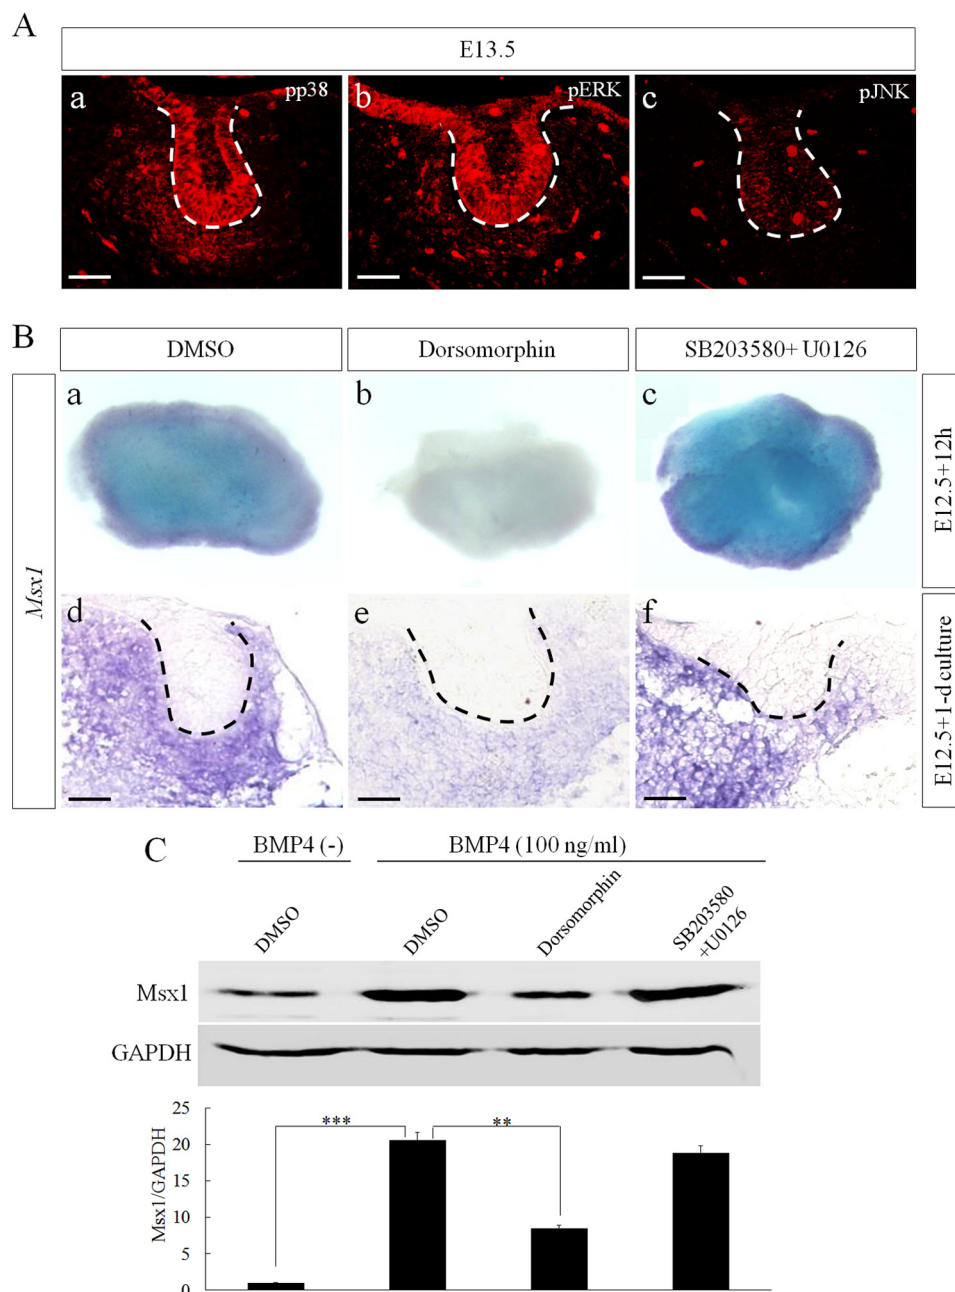 A
E13.5
a
pp38
b
pERK
c
pJNK
B
DMSO
Dorsomorphin
SB203580+ U0126
Msx1
a
b
c
E12.5+12h
d
e
f
E12.5+1-d culture
C
BMP4 (-)
BMP4 (100 ng/ml)
DMSO
DMSO
Dorsomorphin
SB203580
+U0126
Msx1
GAPDH
Msx1/GAPDH
25
20
15
10
5
0
***
**